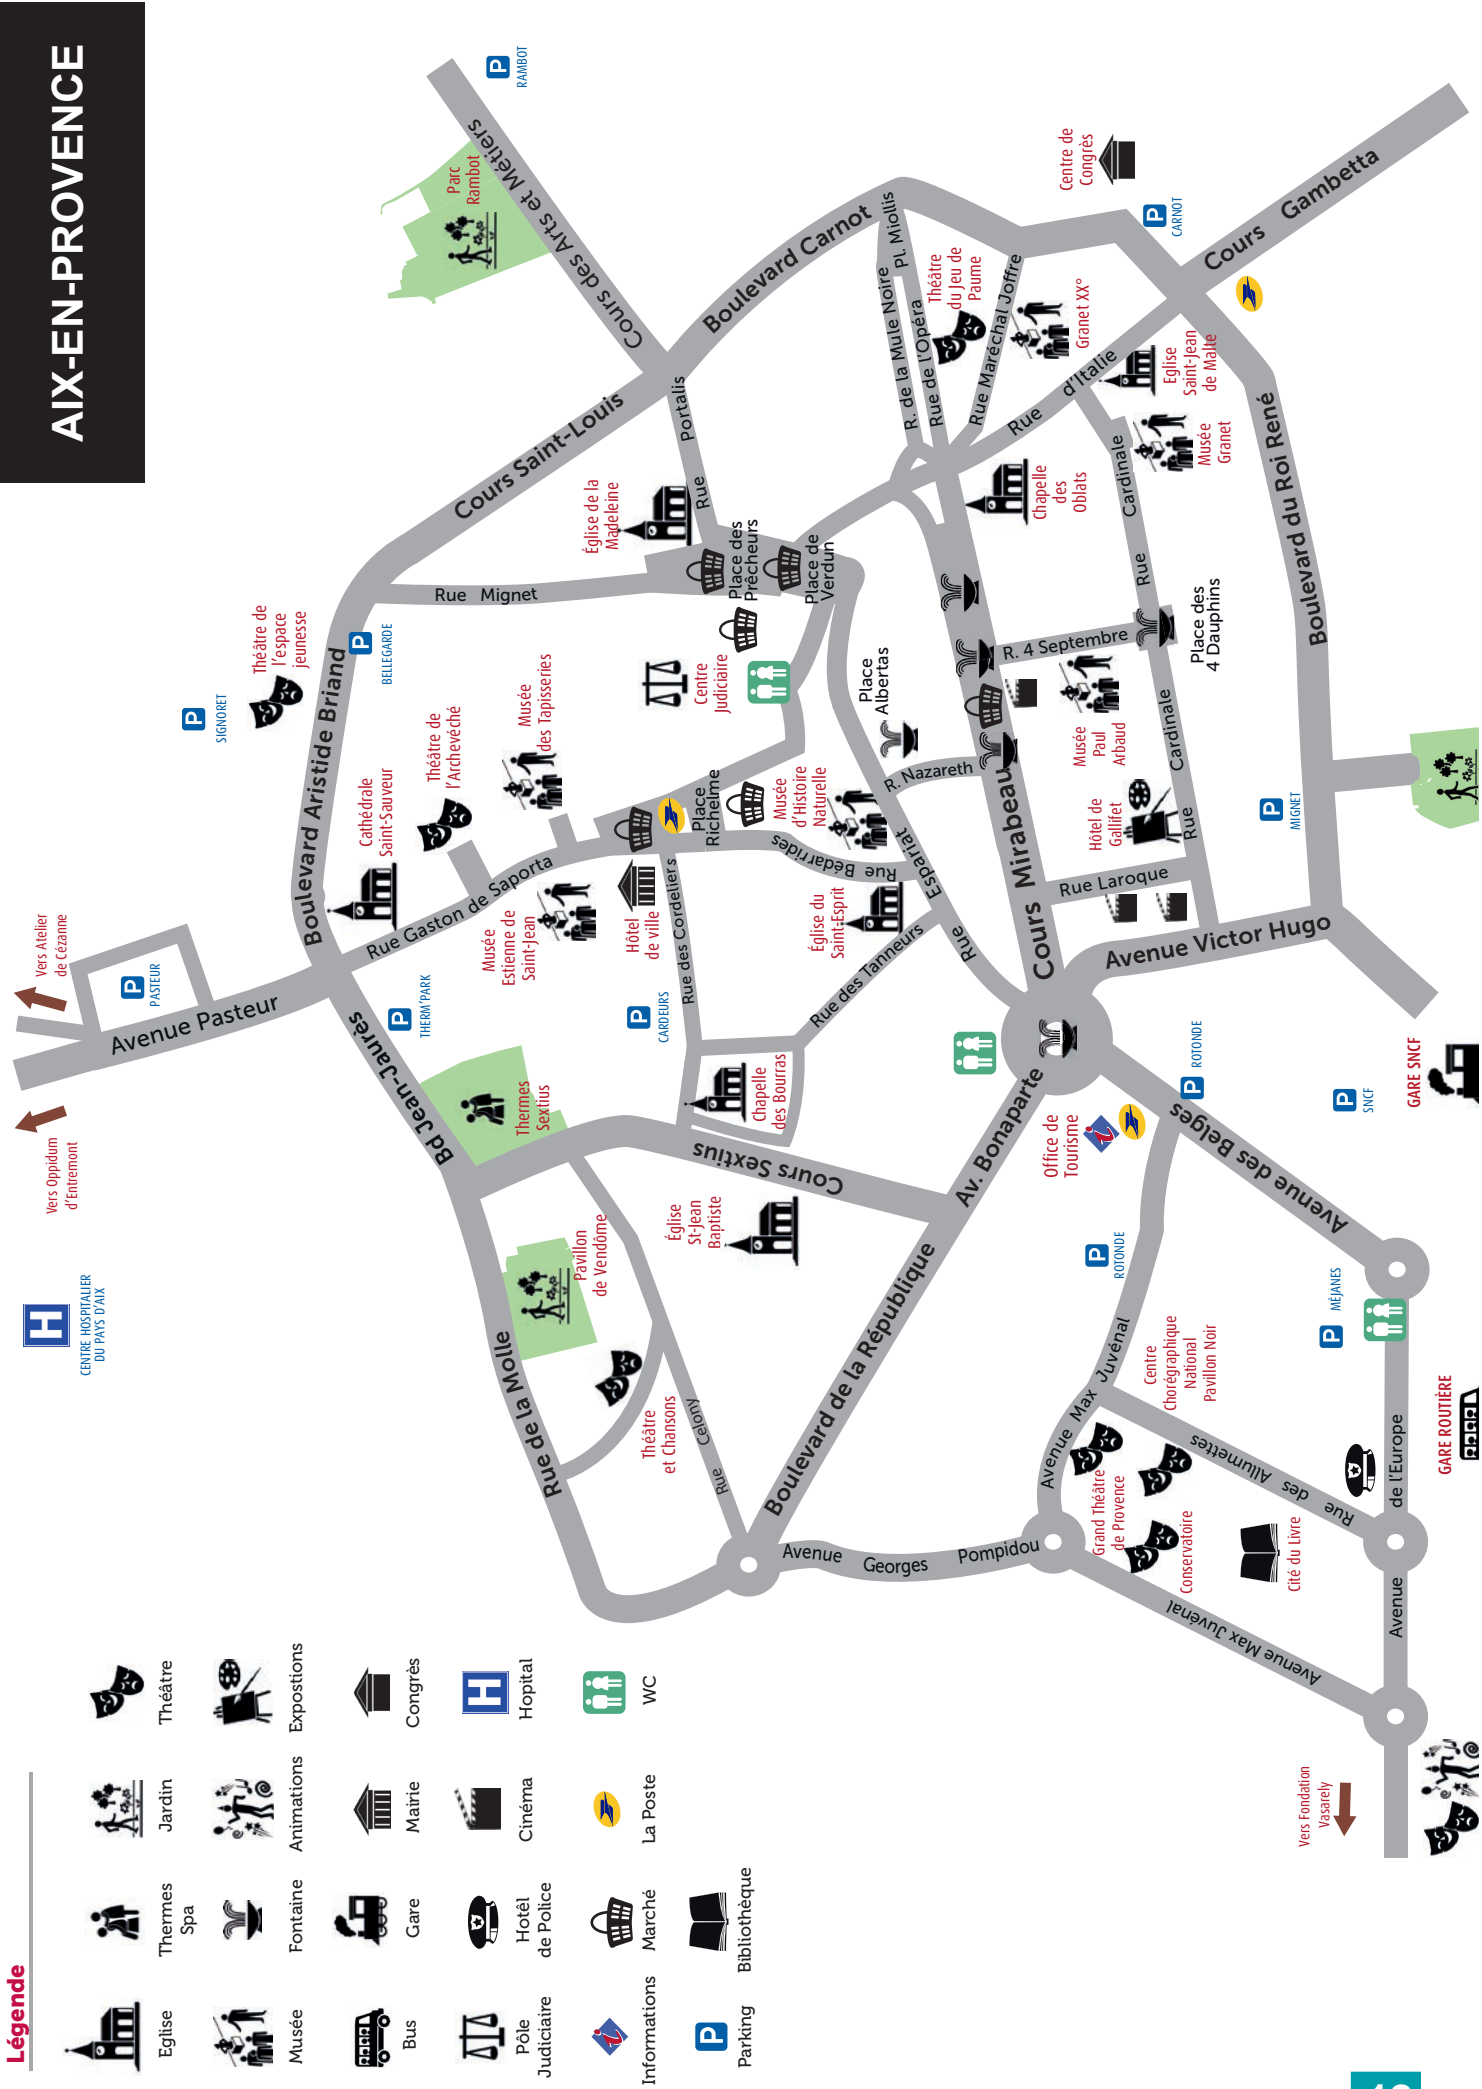 AIX-EN-PROVENCE
Légende
Eglise
Thermes
Spa
Jardin
Théâtre
Musée
Fontaine
Animations
Expostions
Bus
Gare
Mairie
Congrès
Pôle
Judiciaire
Hotêl
de Police
Cinéma
Hopital
Informations
Marché
La Poste
WC
Parking
Bibliothèque
CENTRE HOSPITALIER
DU PAYS D'AIX
Vers Oppidum
d'Entremont
Vers Atelier
de Cézanne
PASTEUR
Avenue Pasteur
SIGNORET
Théâtre de
l'espace
jeunesse
BELLEGARDE
Boulevard Aristide Briand
Cathédrale
Saint-Sauveur
Théâtre de
l'Archevêché
Musée
des Tapisseries
Rue Gaston de Saporta
Musée
Estienne de
Saint-Jean
Bd Jean-Jaurès
THERM'PARK
Thermes
Sextius
Pavillon
de Vendôme
Rue de la Molle
Théâtre
et Chansons
Rue Celony
Cours Sextius
Église
St-Jean
Baptiste
Chapelle
des Bourras
CARDEURS
Rue des Cordeliers
Hôtel
de ville
Place
Richelme
Rue Bédarrides
Musée
d'Histoire
Naturelle
Église du
Saint-Esprit
Rue des Tanneurs
Rue Espariat
R. Nazareth
Place
Albertas
Centre
Judiciaire
Rue Mignet
Place des
Prêcheurs
Place de
Verdun
Église de la
Madeleine
Rue Portalis
Cours Saint-Louis
Cours des Arts et Métiers
Parc
Rambot
RAMBOT
Boulevard Carnot
Pl. Miollis
R. de la Mule Noire
Rue de l'Opéra
Théâtre
du Jeu de
Paume
Rue Maréchal Joffre
Granet XX°
Centre de
Congrès
CARNOT
Cours Gambetta
Rue d'Italie
Eglise
Saint-Jean
de Malte
Musée
Granet
Chapelle
des
Oblats
Rue Cardinale
Boulevard du Roi René
Place des
4 Dauphins
R. 4 Septembre
Musée
Paul
Arbaud
Rue Cardinale
Hôtel de
Gallifet
Rue Laroque
MIGNET
Cours Mirabeau
Avenue Victor Hugo
ROTONDE
SNCF
GARE SNCF
Office de
Tourisme
Av. Bonaparte
Boulevard de la République
Avenue des Belges
ROTONDE
MÉJANES
GARE ROUTIÈRE
Avenue Max Juvénal
Centre
Chorégraphique
National
Pavillon Noir
Rue des Allumettes
Grand Théâtre
de Provence
Conservatoire
Cité du Livre
Avenue Georges Pompidou
Avenue Max Juvénal
Avenue de l'Europe
Vers Fondation
Vasarely